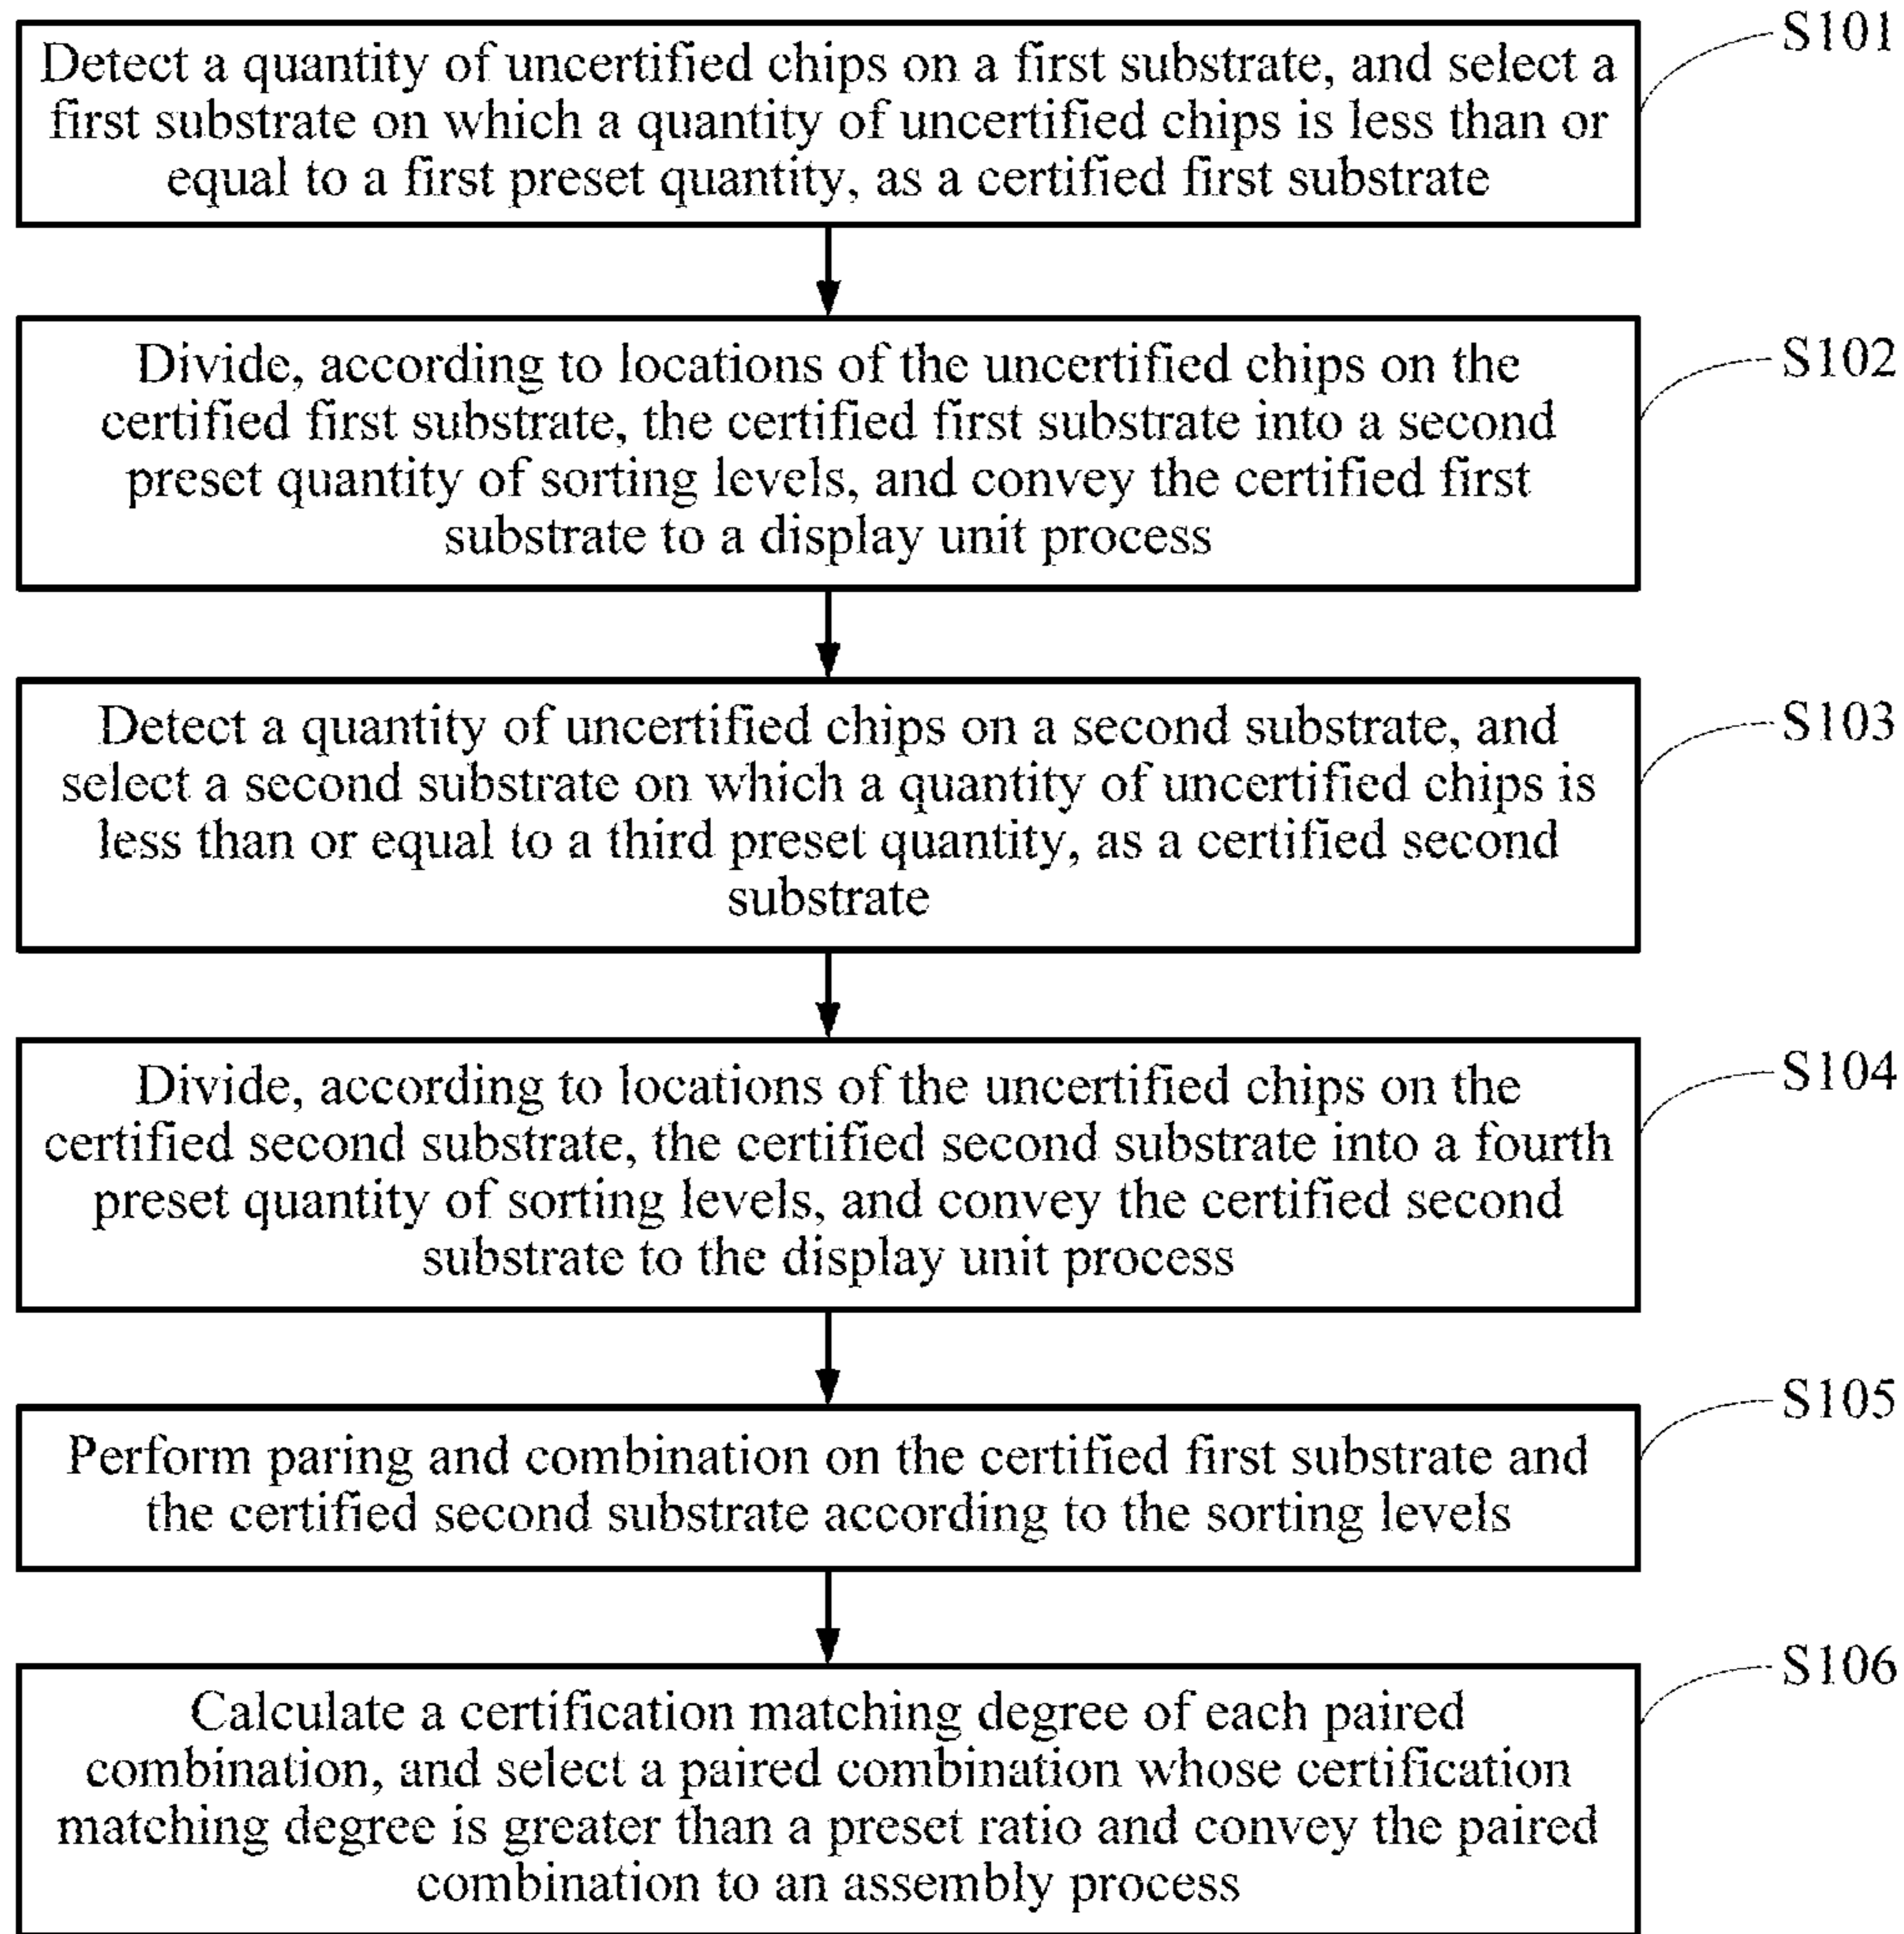 S101
Detect a quantity of uncertified chips on a first substrate, and select a
first substrate on which a quantity of uncertified chips is less than or
equal to a first preset quantity, as a certified first substrate
S102
Divide, according to locations of the uncertified chips on the
certified first substrate, the certified first substrate into a second
preset quantity of sorting levels, and convey the certified first
substrate to a display unit process
S103
Detect a quantity of uncertified chips on a second substrate, and
select a second substrate on which a quantity of uncertified chips is
less than or equal to a third preset quantity, as a certified second
substrate
S104
Divide, according to locations of the uncertified chips on the
certified second substrate, the certified second substrate into a fourth
preset quantity of sorting levels, and convey the certified second
substrate to the display unit process
S105
Perform paring and combination on the certified first substrate and
the certified second substrate according to the sorting levels
S106
Calculate a certification matching degree of each paired
combination, and select a paired combination whose certification
matching degree is greater than a preset ratio and convey the paired
combination to an assembly process